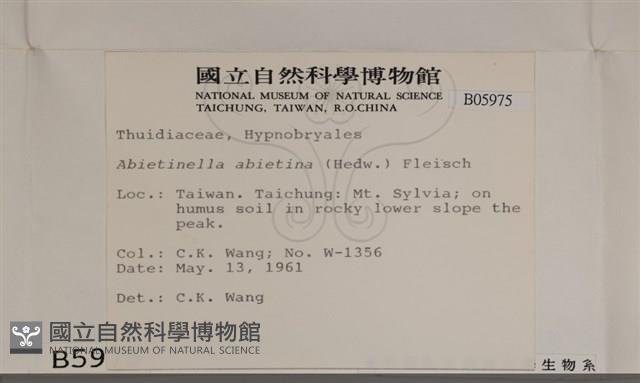 國立自然科學博物館
NATIONAL MUSEUM OF NATURAL SCIENCE
TAICHUNG, TAIWAN, R.O.CHINA
B05975
Thuidiaceae, Hypnobryales
Abietinella abietina (Hedw.) Fleisch
Loc.: Taiwan. Taichung: Mt. Sylvia; on
humus soil in rocky lower slope the
peak.
Col.: C.K. Wang; No. W-1356
Date: May. 13, 1961
Det.: C.K. Wang
國立自然科學博物館
NATIONAL MUSEUM OF NATURAL SCIENCE
B59
生物系